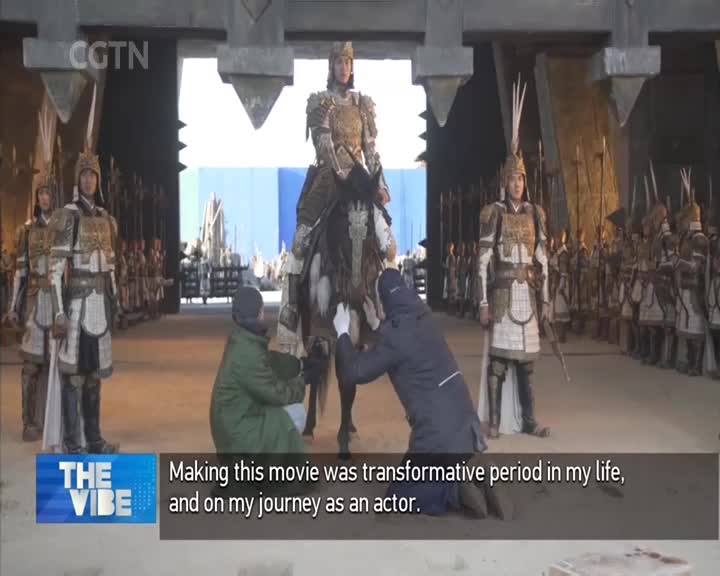 CGTN
THE
VIBE
Making this movie was transformative period in my life,
and on my journey as an actor.